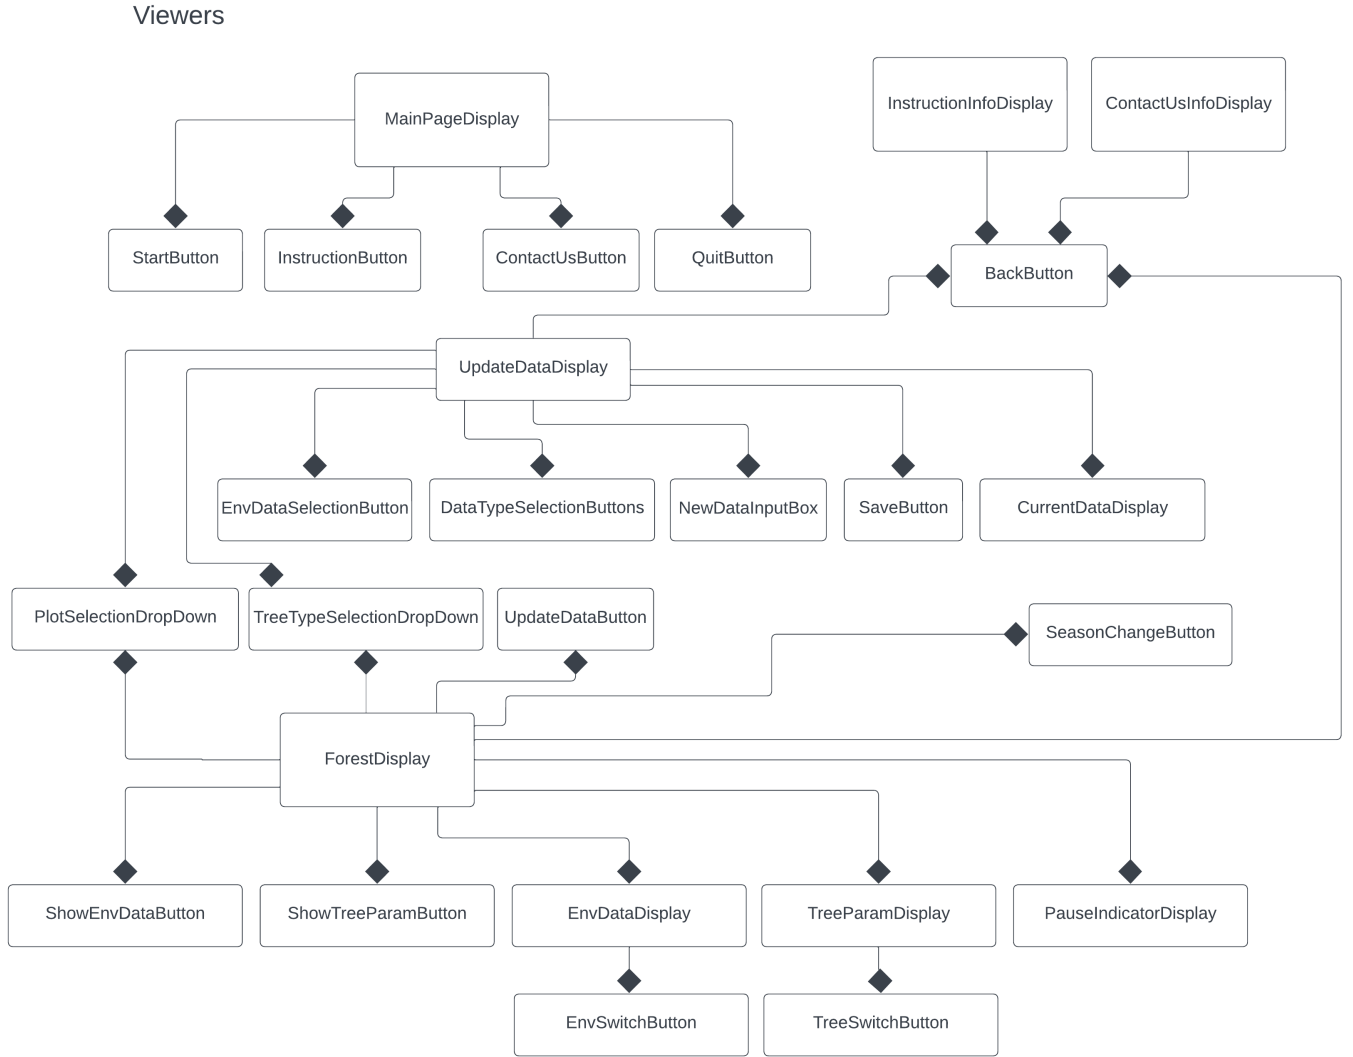 Viewers
MainPageDisplay
InstructionInfoDisplay
ContactUsInfoDisplay
StartButton
InstructionButton
ContactUsButton
QuitButton
BackButton
UpdateDataDisplay
EnvDataSelectionButton
DataTypeSelectionButtons
NewDataInputBox
SaveButton
CurrentDataDisplay
PlotSelectionDropDown
TreeTypeSelectionDropDown
UpdateDataButton
SeasonChangeButton
ForestDisplay
ShowEnvDataButton
ShowTreeParamButton
EnvDataDisplay
TreeParamDisplay
PauseIndicatorDisplay
EnvSwitchButton
TreeSwitchButton